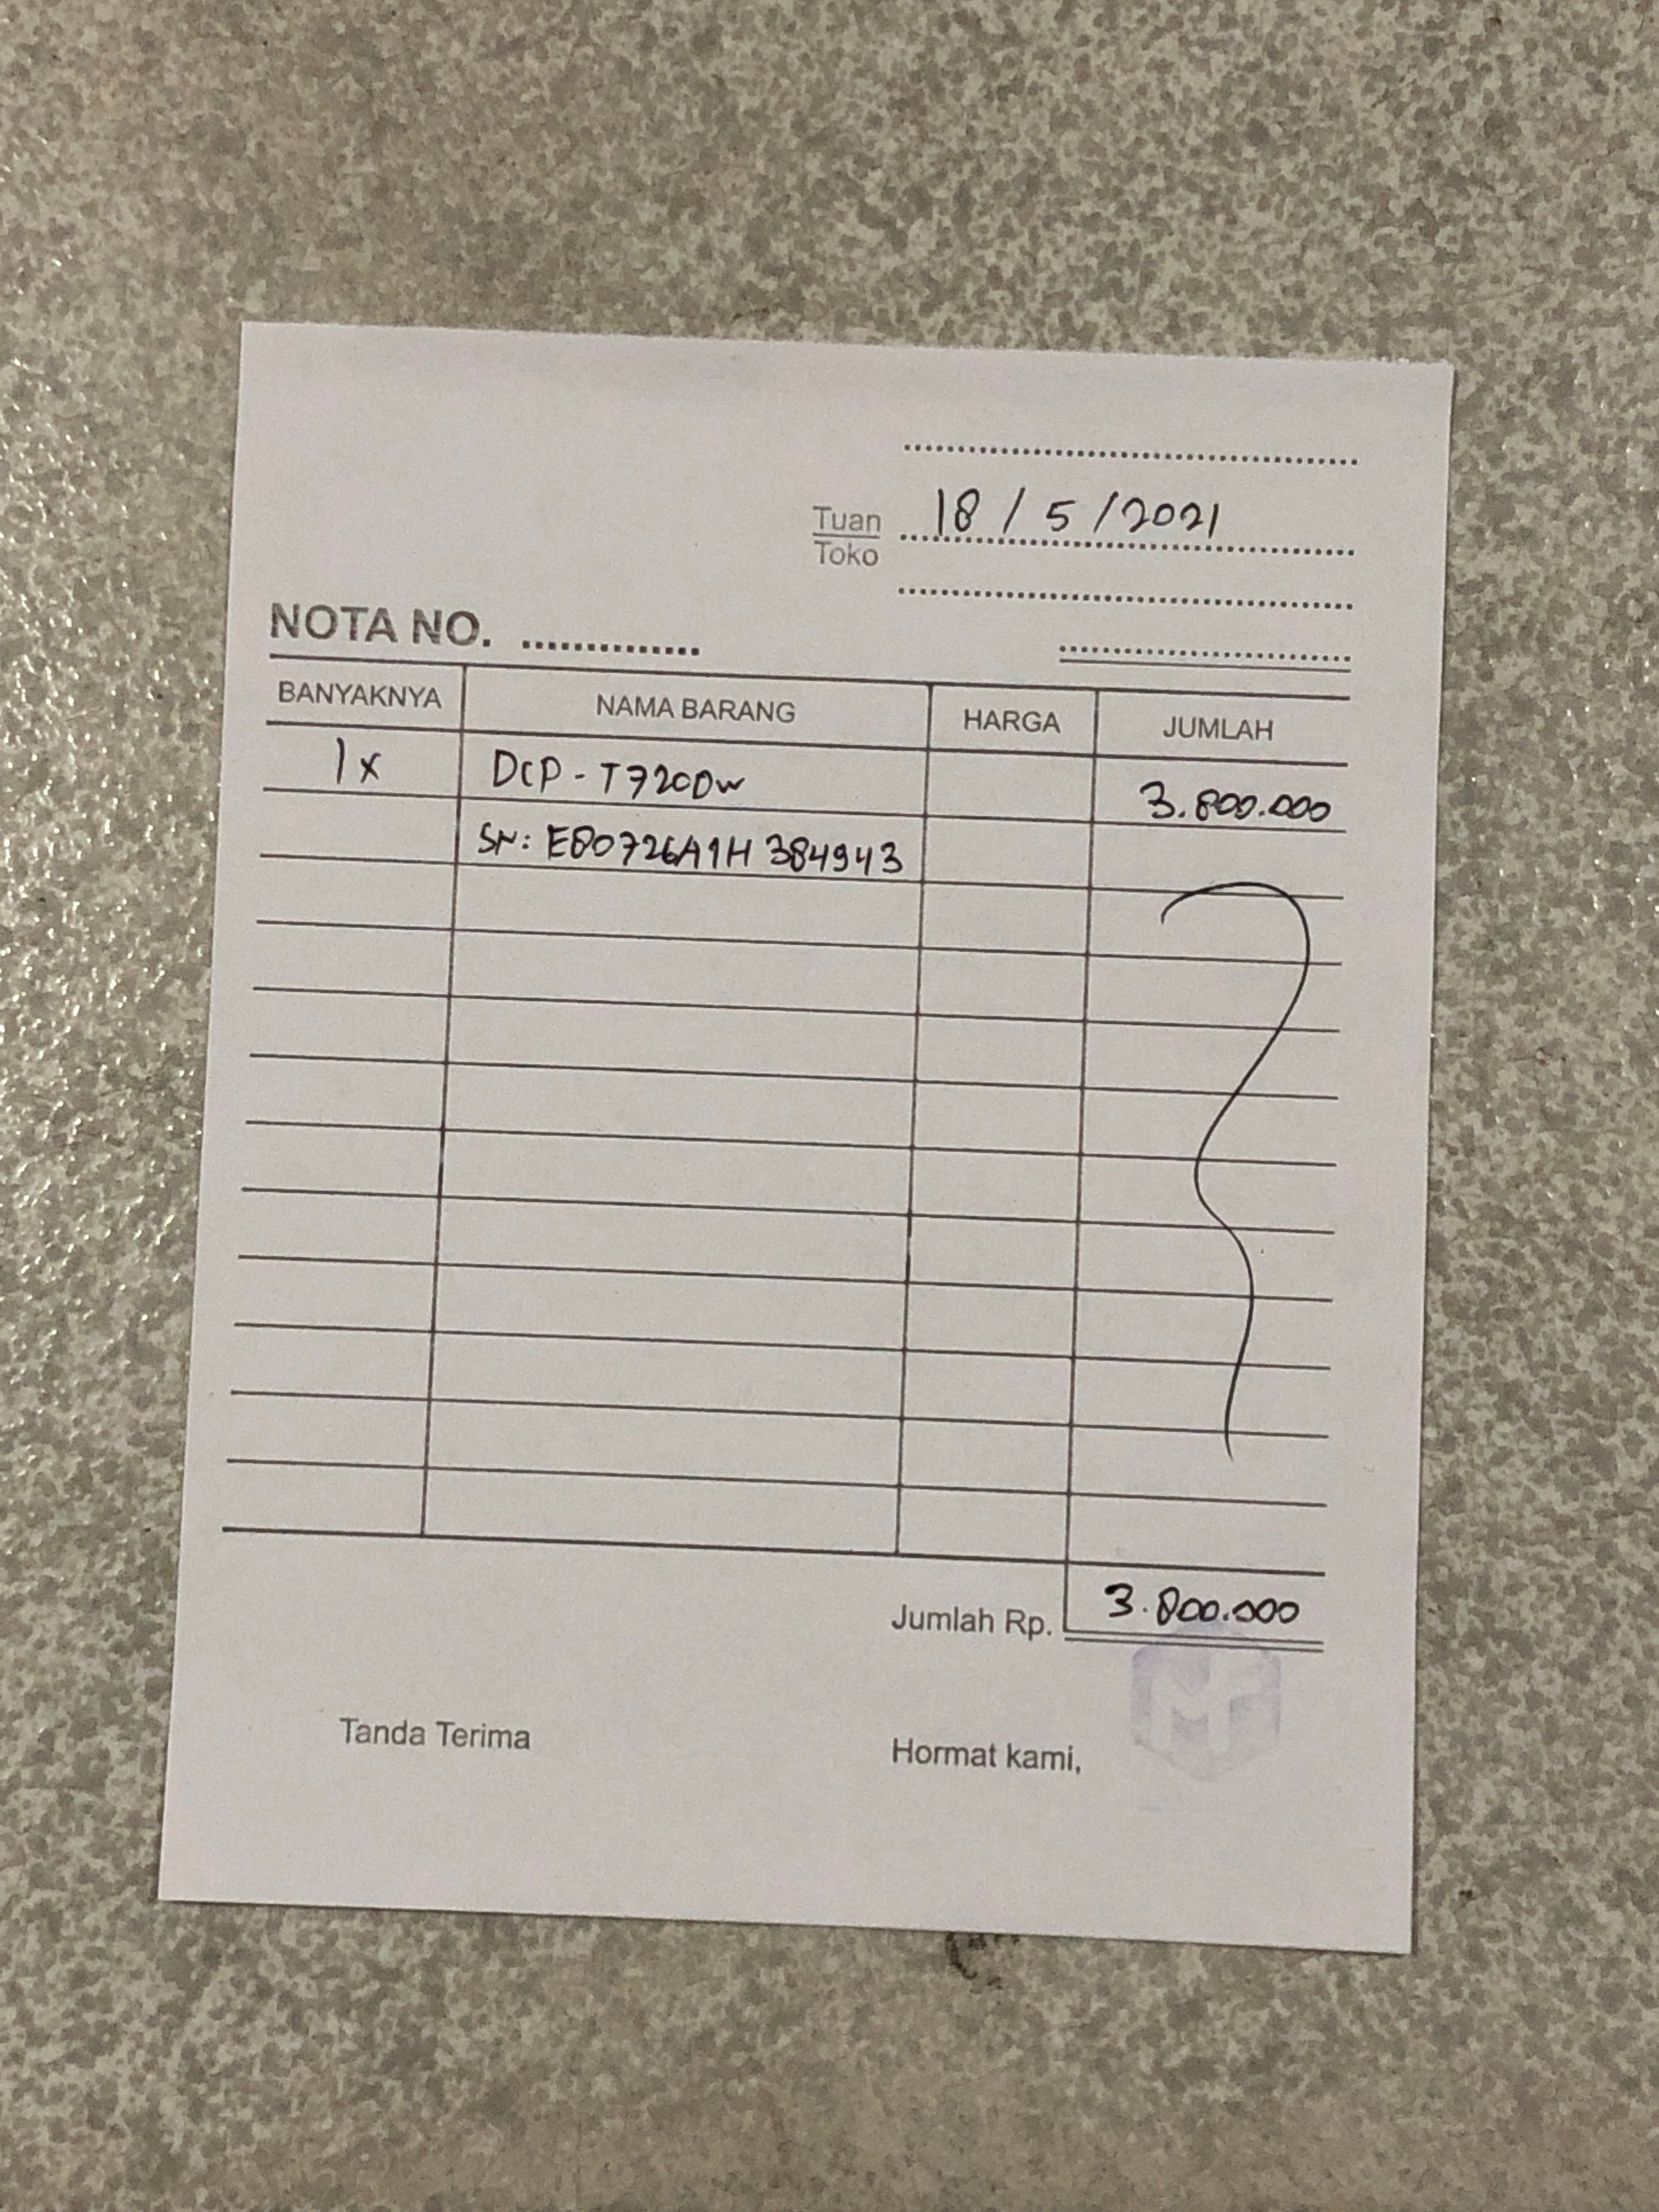 18 / 5 / 2021
Tuan
Toko
NOTA NO. ..............
BANYAKNYA NAMA BARANG HARGA JUMLAH
1x DCP - T720DW 3.800.000
SN: E80726A1H384943
Jumlah Rp. 3.800.000
Tanda Terima Hormat kami,